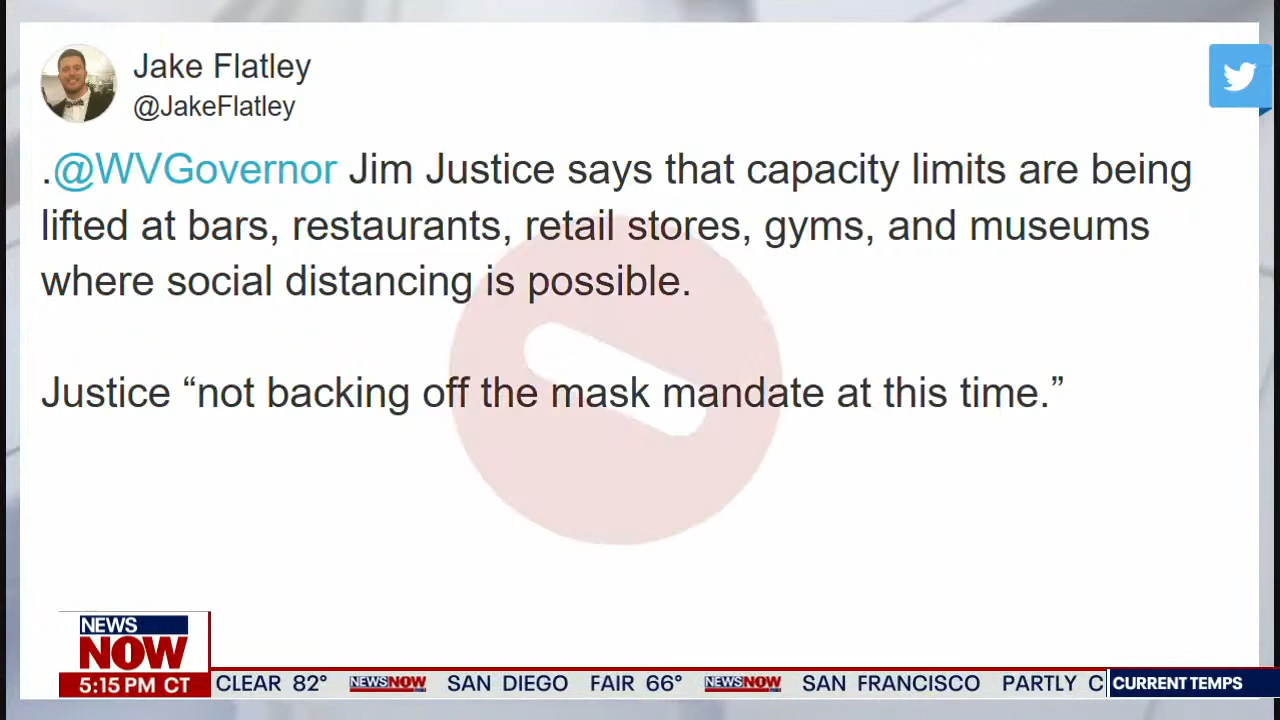 Jake Flatley
@JakeFlatley
.@WVGovernor Jim Justice says that capacity limits are being
lifted at bars, restaurants, retail stores, gyms, and museums
where social distancing is possible.
Justice “not backing off the mask mandate at this time.”
NEWS
NOW
5:15 PM CT CLEAR 82° NEWSNOW SAN DIEGO FAIR 66° NEWSNOW SAN FRANCISCO PARTLY C CURRENT TEMPS